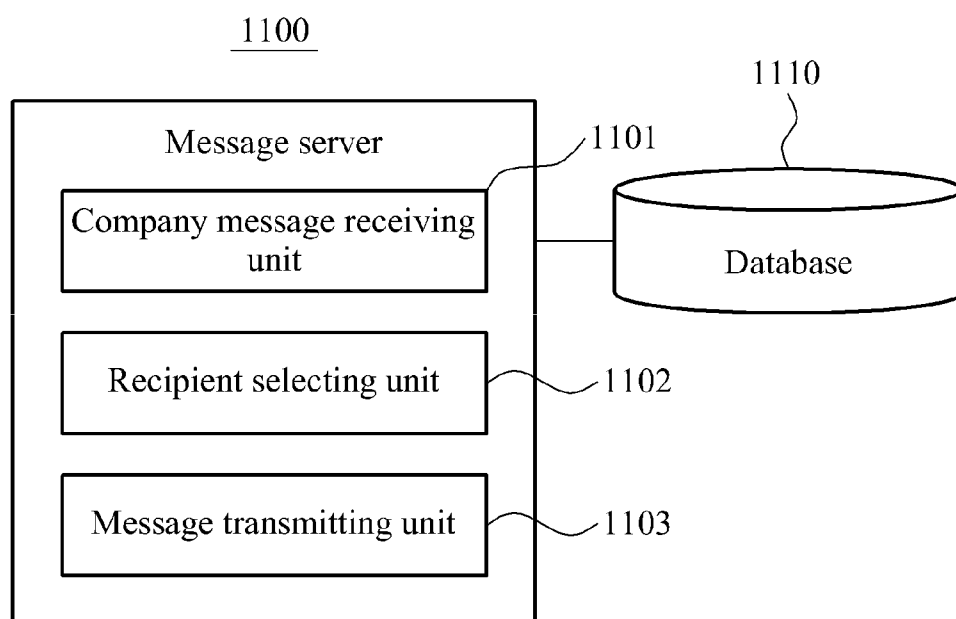 1100
1110
Message server
1101
Company message receiving
unit
Database
Recipient selecting unit
1102
Message transmitting unit
1103